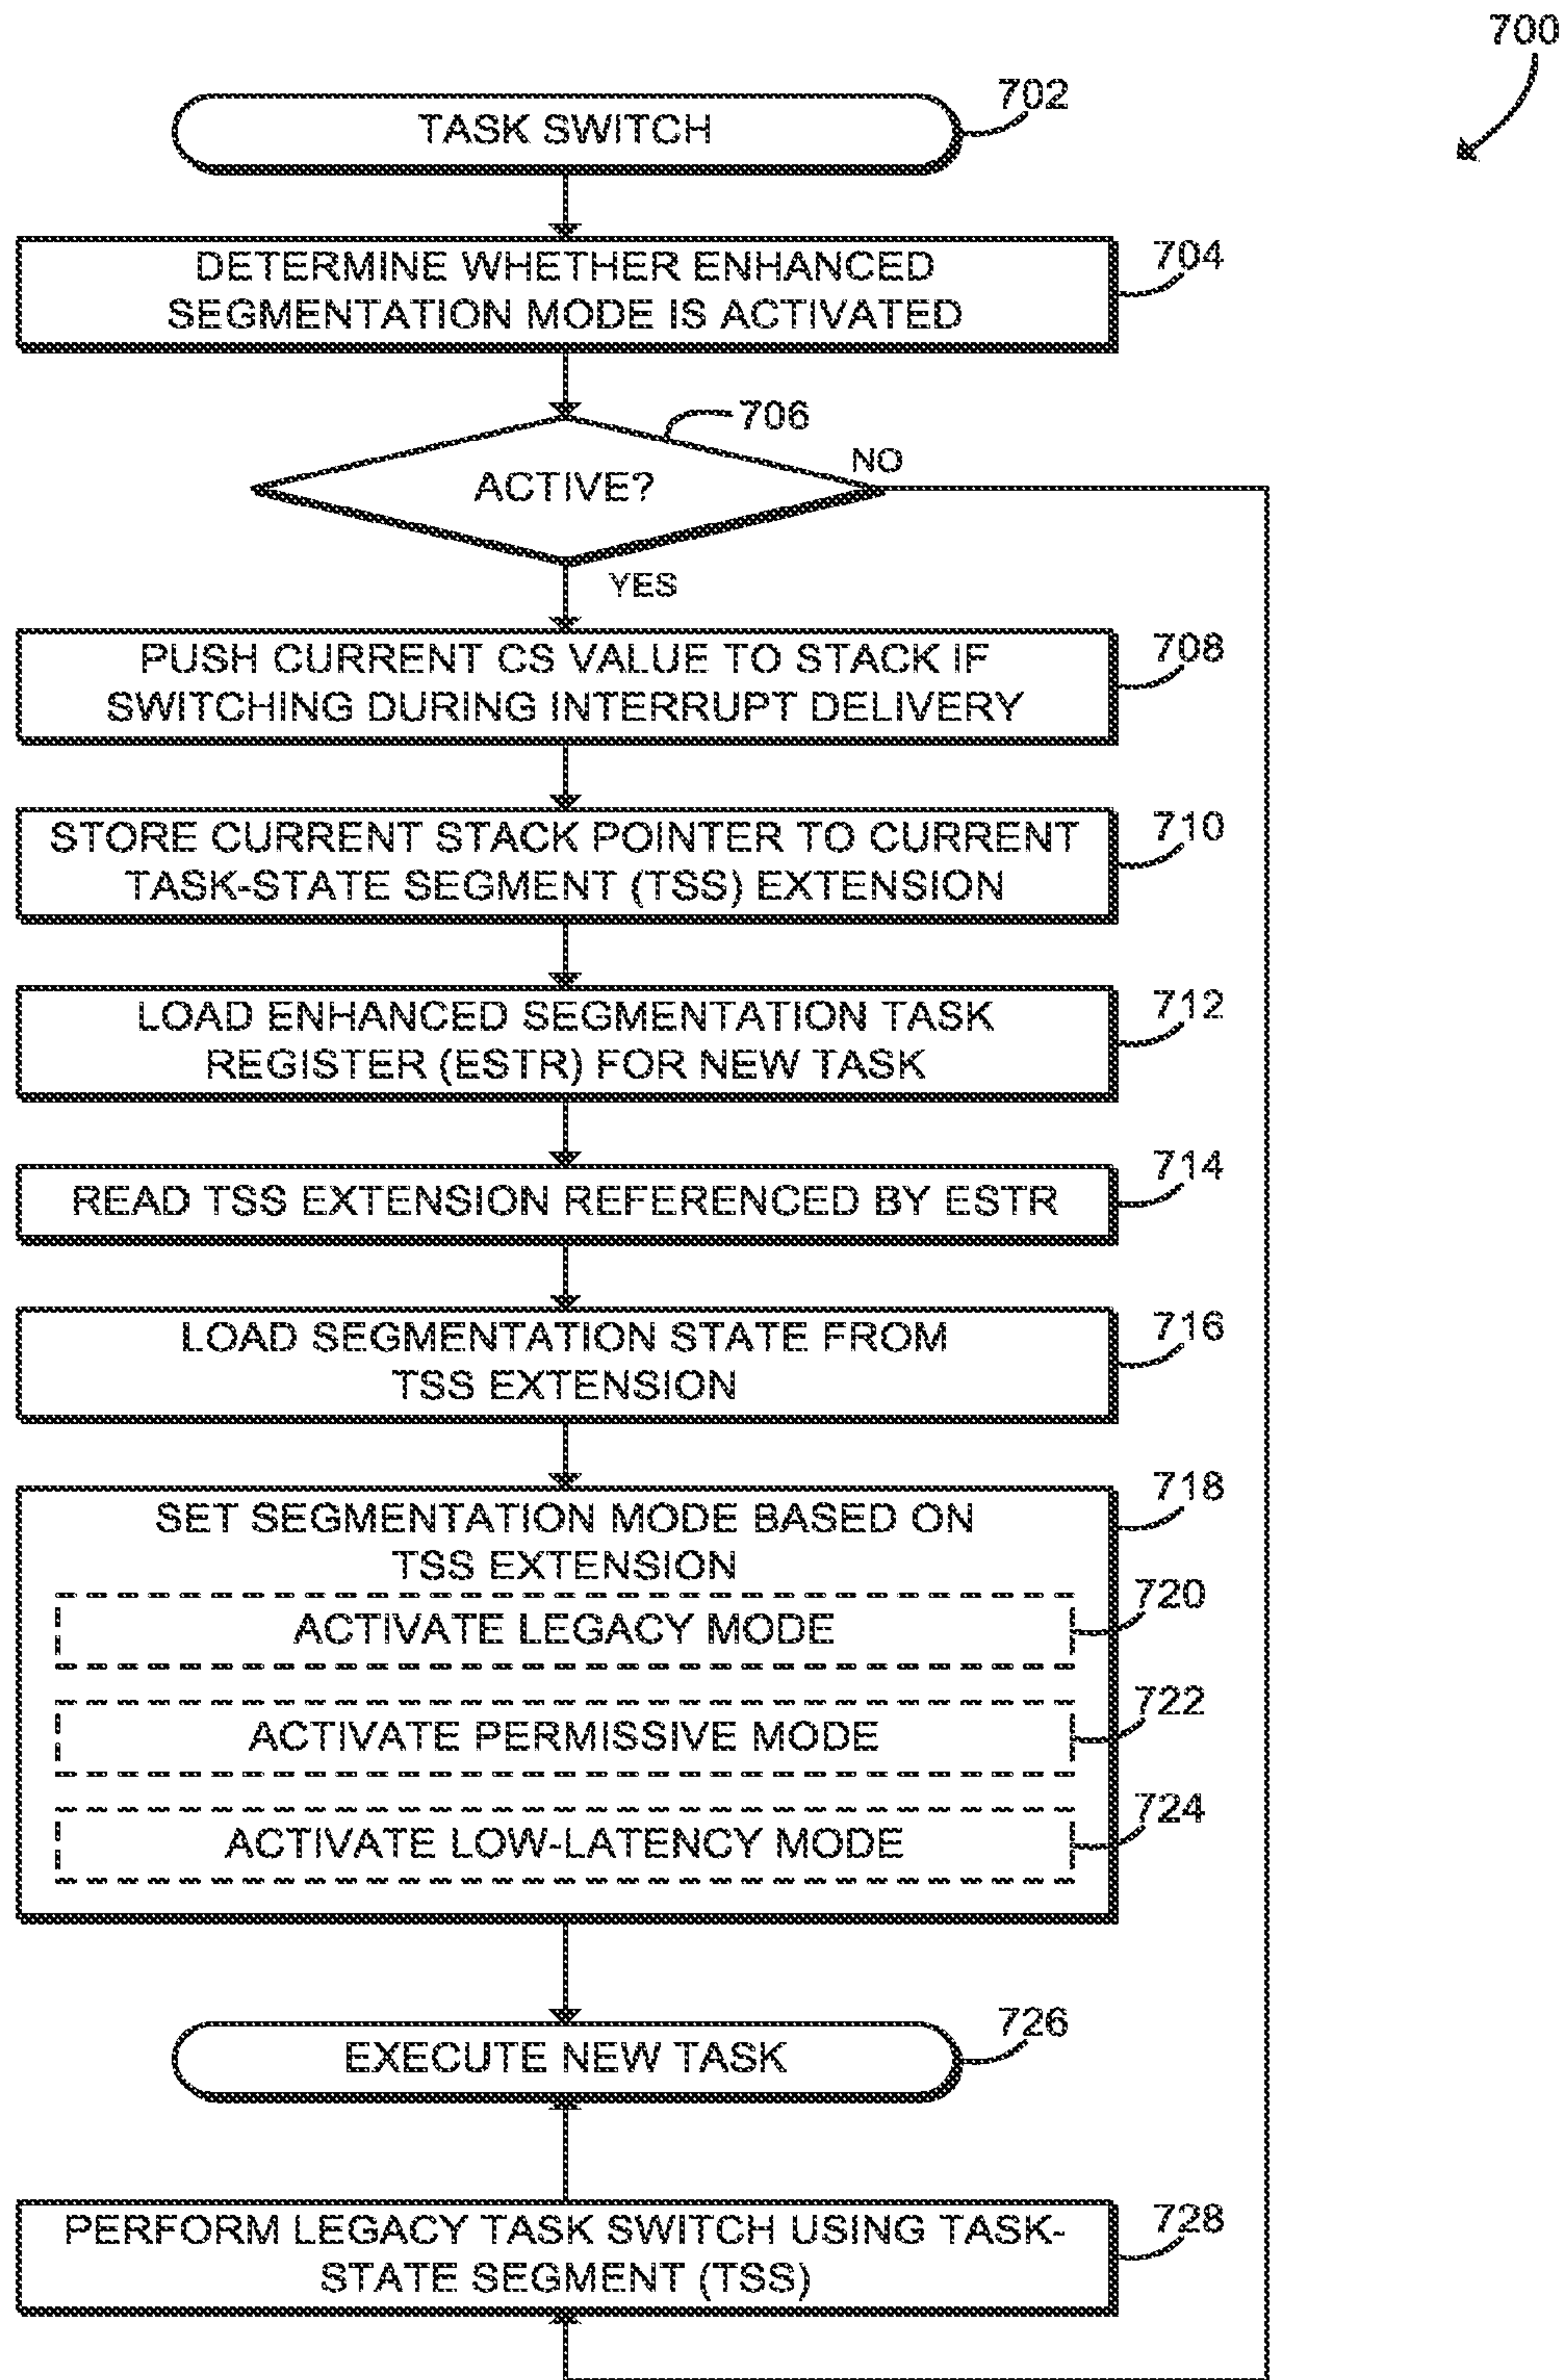 700
TASK SWITCH
702
DETERMINE WHETHER ENHANCED
SEGMENTATION MODE IS ACTIVATED
704
706
ACTIVE?
NO
YES
PUSH CURRENT CS VALUE TO STACK IF
SWITCHING DURING INTERRUPT DELIVERY
708
STORE CURRENT STACK POINTER TO CURRENT
TASK-STATE SEGMENT (TSS) EXTENSION
710
LOAD ENHANCED SEGMENTATION TASK
REGISTER (ESTR) FOR NEW TASK
712
READ TSS EXTENSION REFERENCED BY ESTR
714
LOAD SEGMENTATION STATE FROM
TSS EXTENSION
716
SET SEGMENTATION MODE BASED ON
TSS EXTENSION
718
ACTIVATE LEGACY MODE
720
ACTIVATE PERMISSIVE MODE
722
ACTIVATE LOW-LATENCY MODE
724
EXECUTE NEW TASK
726
PERFORM LEGACY TASK SWITCH USING TASK-
STATE SEGMENT (TSS)
728